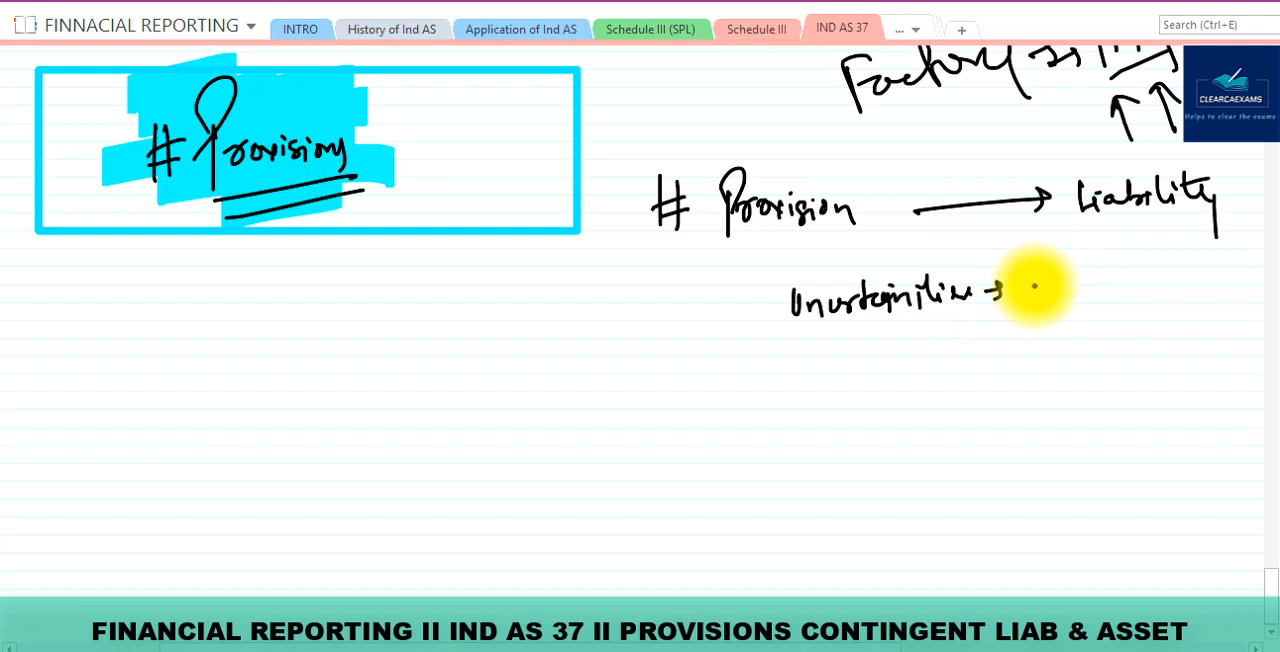 FINNACIAL REPORTING
INTRO
History of Ind AS
Application of Ind AS
Schedule III (SPL)
Schedule III
IND AS 37
...
+
Search (Ctrl+E)
# Provisions
Factory →
CLEARCAEXAMS
Helps to clear the exams
# Provision → Liability
→
FINANCIAL REPORTING II IND AS 37 II PROVISIONS CONTINGENT LIAB & ASSET